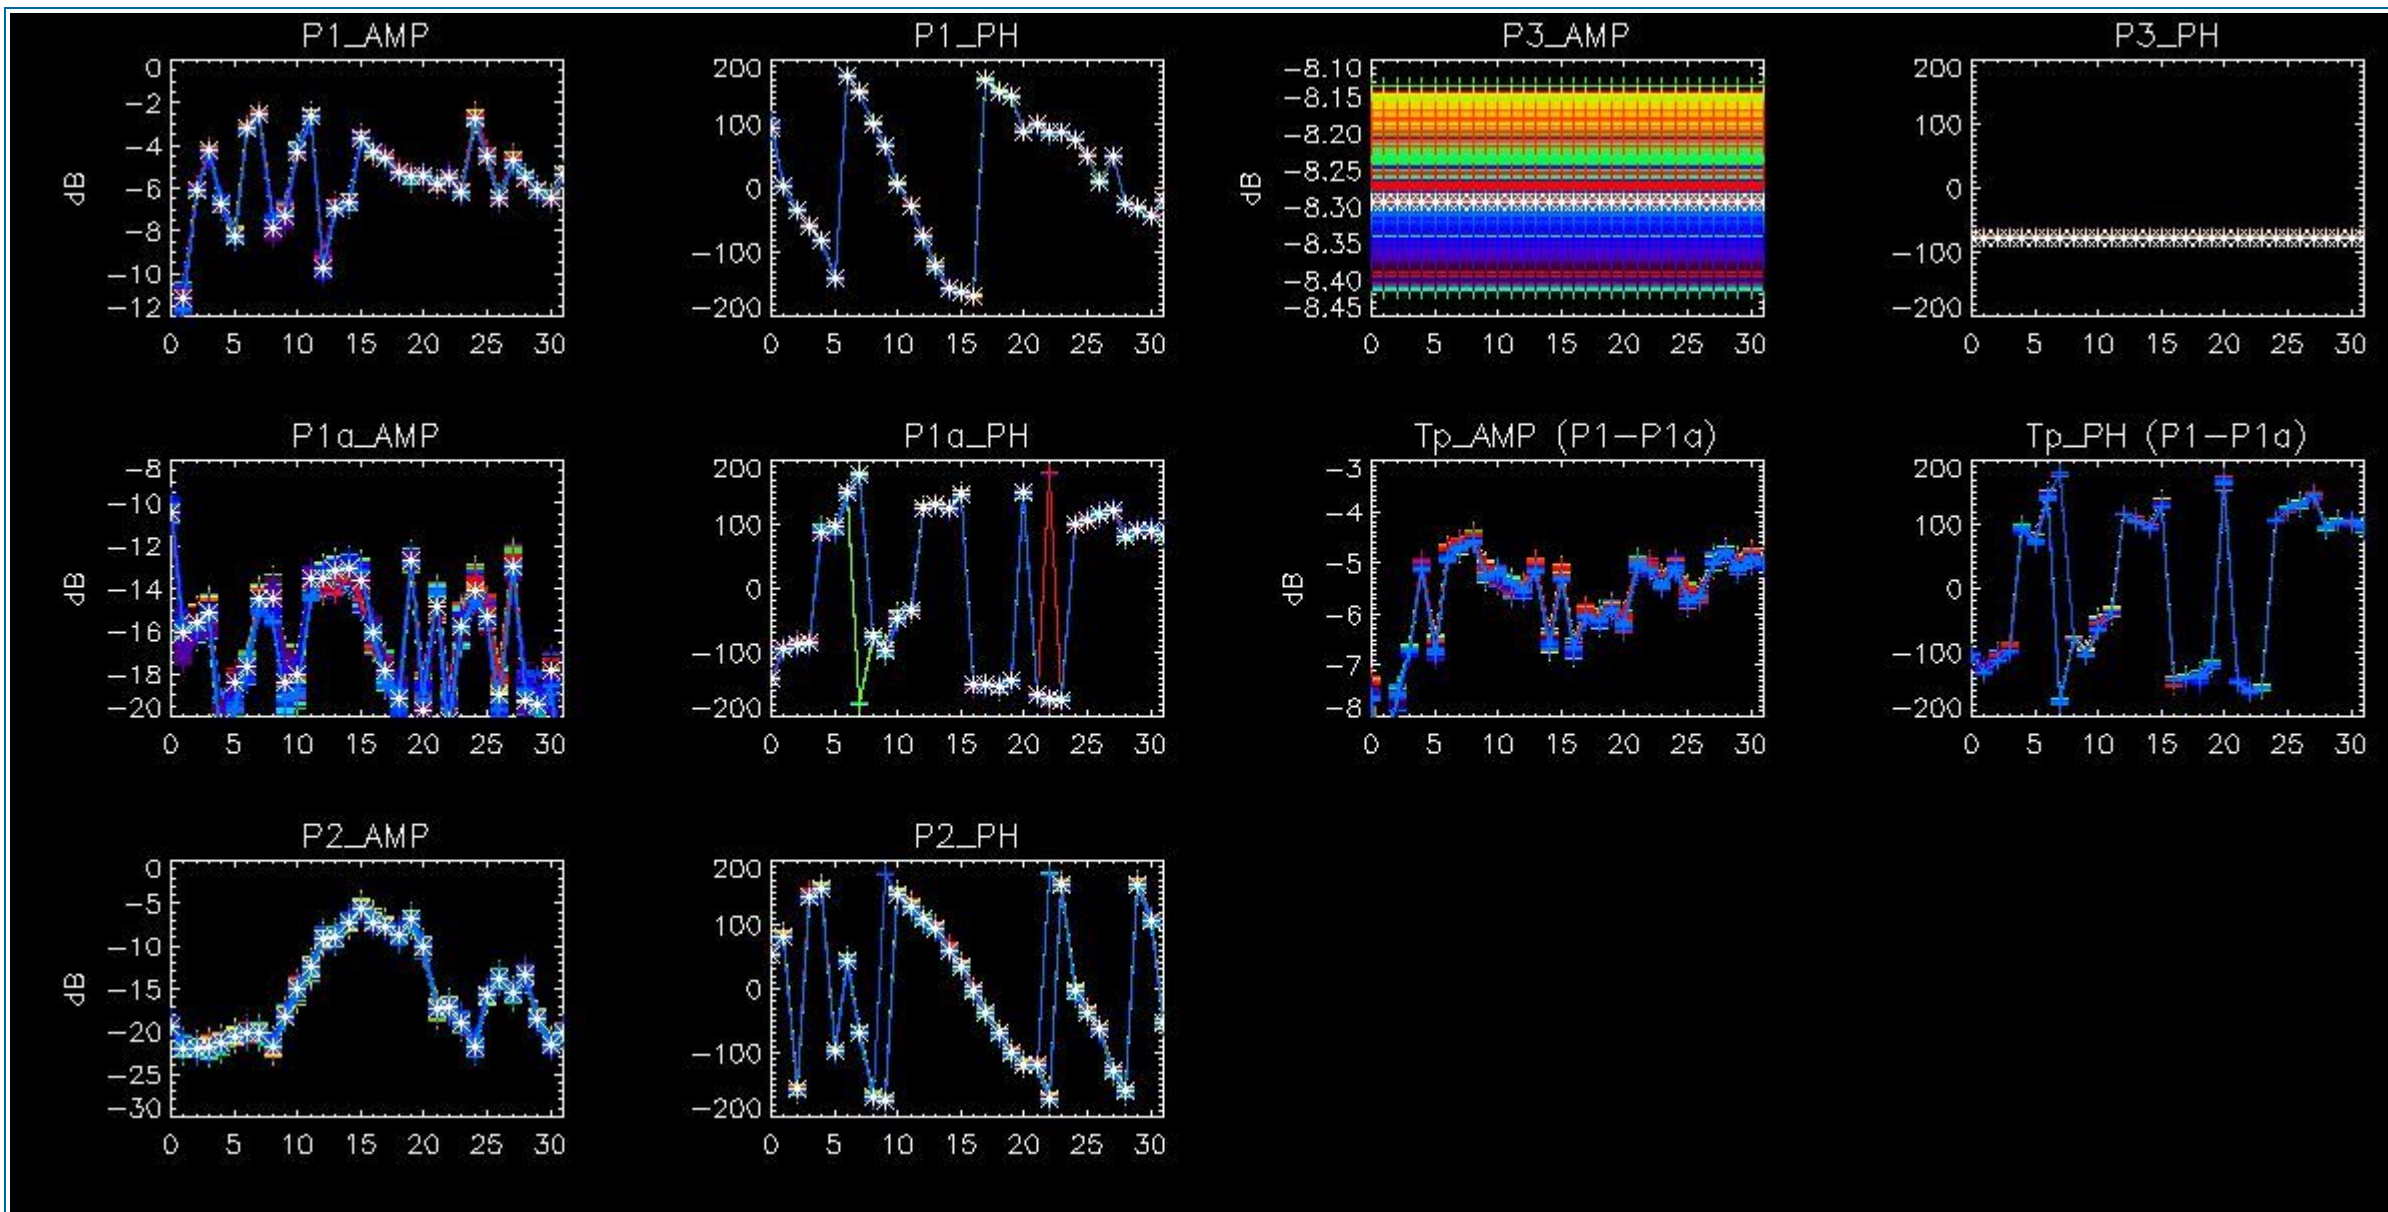 P1_AMP
0
−2
−4
−6
−8
−10
−12
dB
0 5 10 15 20 25 30
P1_PH
200
100
0
−100
−200
0 5 10 15 20 25 30
P3_AMP
−8.10
−8.15
−8.20
−8.25
−8.30
−8.35
−8.40
−8.45
dB
0 5 10 15 20 25 30
P3_PH
200
100
0
−100
−200
0 5 10 15 20 25 30
P1a_AMP
−8
−10
−12
−14
−16
−18
−20
dB
0 5 10 15 20 25 30
P1a_PH
200
100
0
−100
−200
0 5 10 15 20 25 30
Tp_AMP (P1−P1a)
−3
−4
−5
−6
−7
−8
dB
0 5 10 15 20 25 30
Tp_PH (P1−P1a)
200
100
0
−100
−200
0 5 10 15 20 25 30
P2_AMP
0
−5
−10
−15
−20
−25
−30
dB
0 5 10 15 20 25 30
P2_PH
200
100
0
−100
−200
0 5 10 15 20 25 30